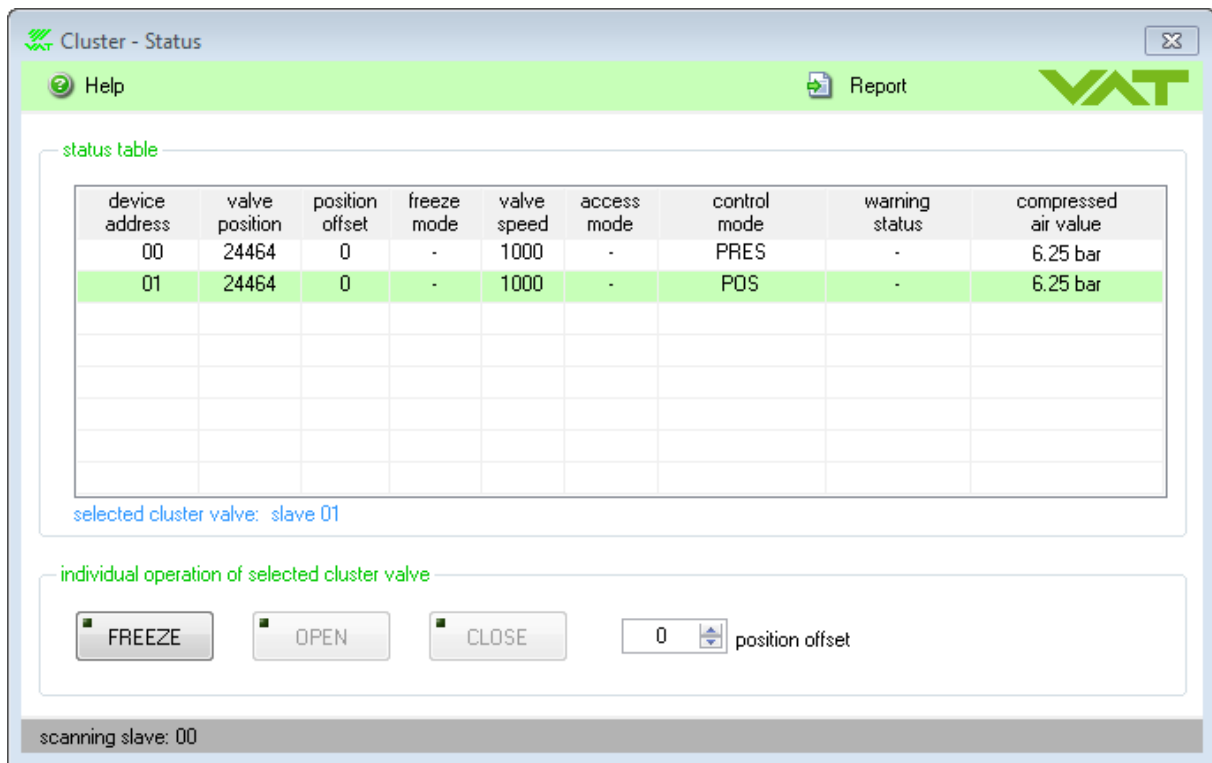 VAT Cluster - Status
Help Report VAT
status table
device valve position freeze valve access control warning compressed
address position offset mode speed mode mode status air value
00 24464 0 - 1000 - PRES - 6.25 bar
01 24464 0 - 1000 - POS - 6.25 bar
selected cluster valve: slave 01
individual operation of selected cluster valve
FREEZE OPEN CLOSE 0 position offset
scanning slave: 00